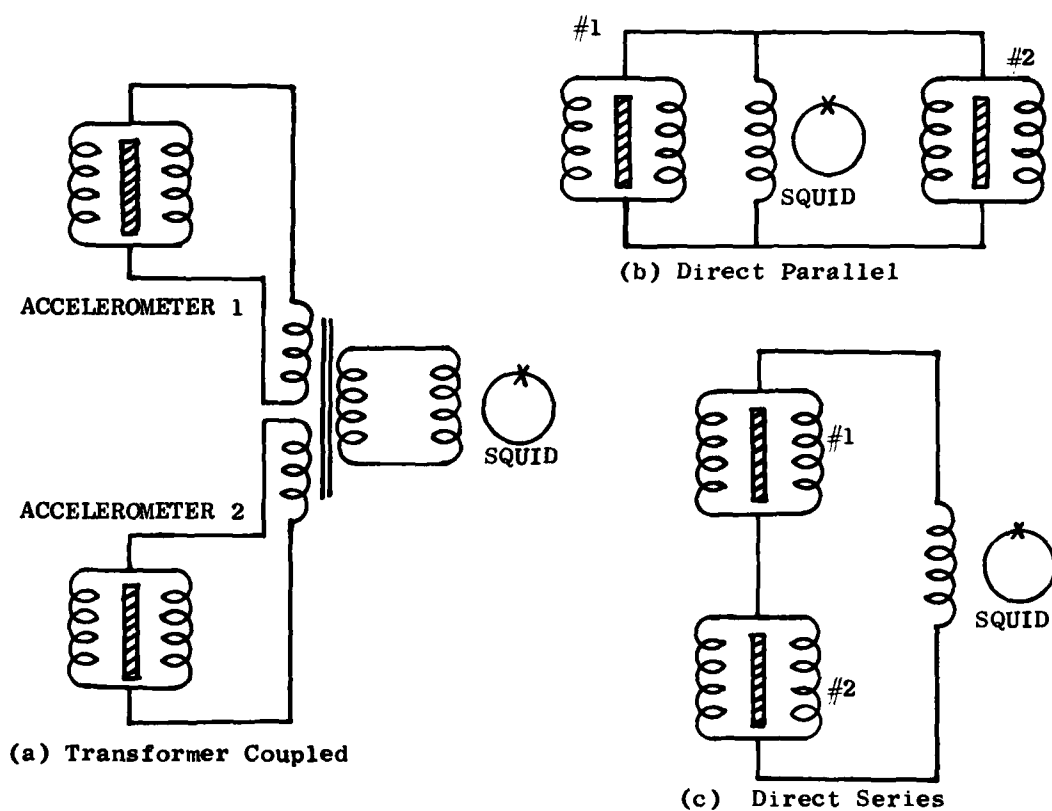 ACCELEROMETER 1
SQUID
ACCELEROMETER 2
(a) Transformer Coupled
#1
#2
SQUID
(b) Direct Parallel
#1
SQUID
#2
(c) Direct Series